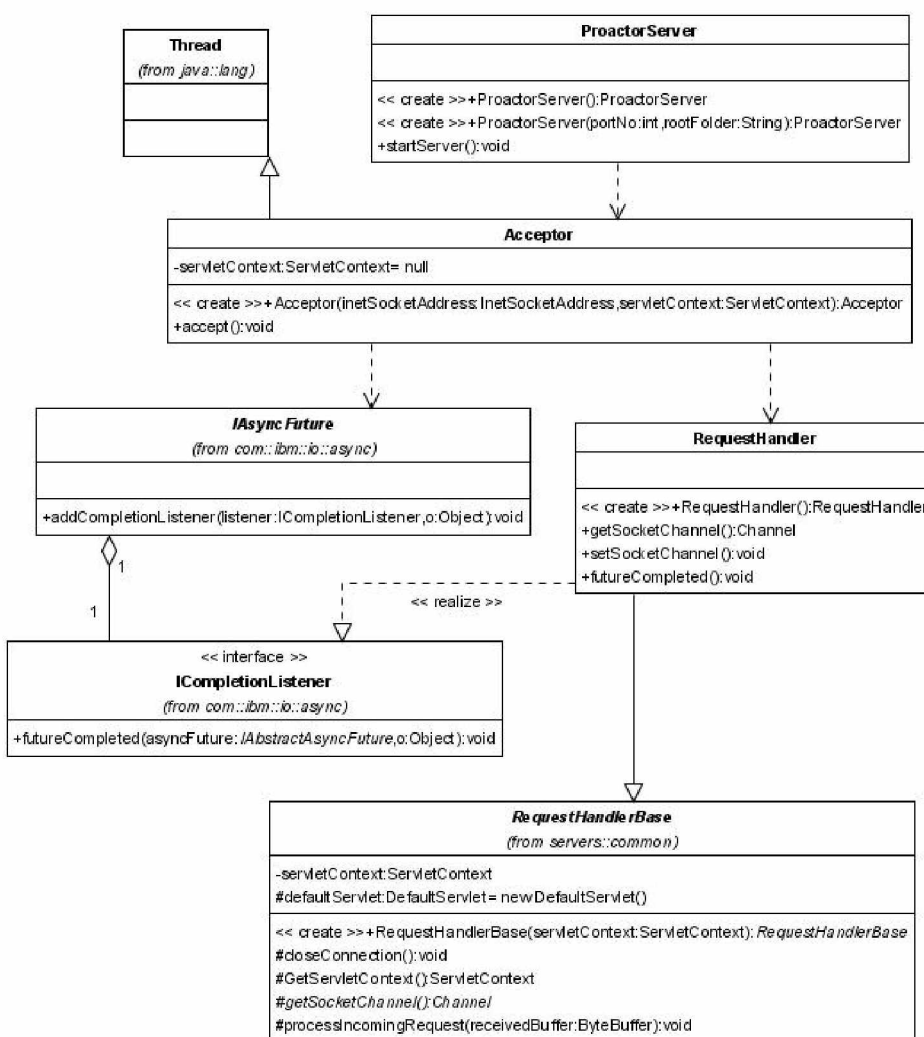 Thread
(from java::lang)
ProactorServer
<< create >>+ProactorServer():ProactorServer
<< create >>+ProactorServer(portNo:int,rootFolder:String):ProactorServer
+startServer():void
Acceptor
-servletContext:ServletContext= null
<< create >>+Acceptor(inetSocketAddress:InetSocketAddress,servletContext:ServletContext):Acceptor
+accept():void
IAsyncFuture
(from com::ibm::io::async)
+addCompletionListener(listener:ICompletionListener,o:Object):void
RequestHandler
<< create >>+RequestHandler():RequestHandler
+getSocketChannel():Channel
+setSocketChannel():void
+futureCompleted():void
1
1
<< realize >>
<< interface >>
ICompletionListener
(from com::ibm::io::async)
+futureCompleted(asyncFuture:IAbstractAsyncFuture,o:Object):void
RequestHandlerBase
(from servers::common)
-servletContext:ServletContext
#defaultServlet:DefaultServlet= newDefaultServlet()
<< create >>+RequestHandlerBase(servletContext:ServletContext):RequestHandlerBase
#closeConnection():void
#GetServletContext():ServletContext
#getSocketChannel():Channel
#processIncomingRequest(receivedBuffer:ByteBuffer):void